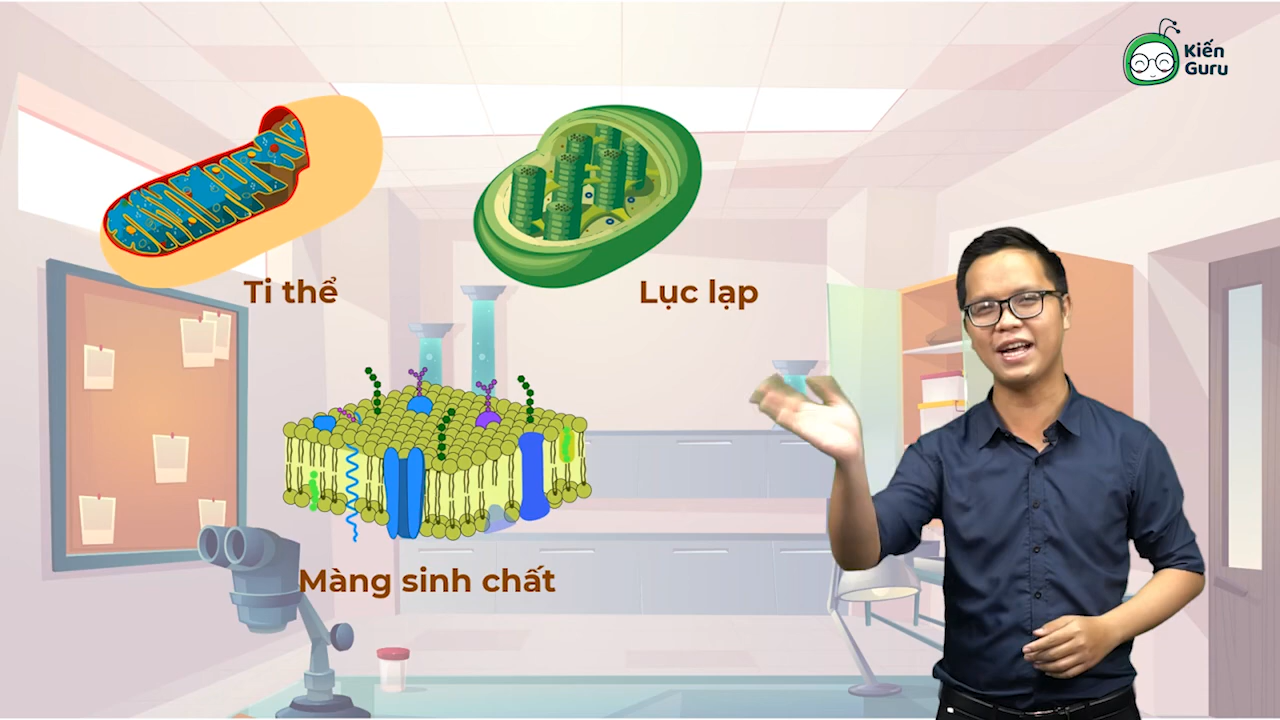 Kiến
Guru
Ti thể
Lục lạp
Màng sinh chất